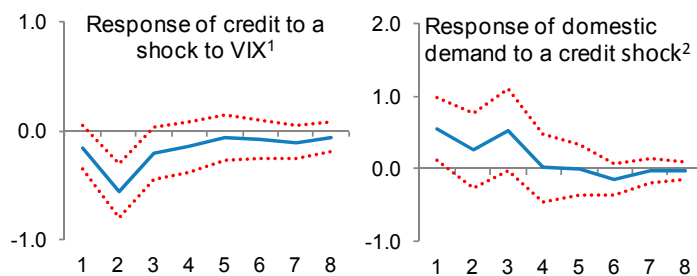 Response of credit to a
shock to VIX¹
1.0
0.0
-1.0
1 2 3 4 5 6 7 8
Response of domestic
demand to a credit shock²
2.0
1.0
0.0
-1.0
1 2 3 4 5 6 7 8